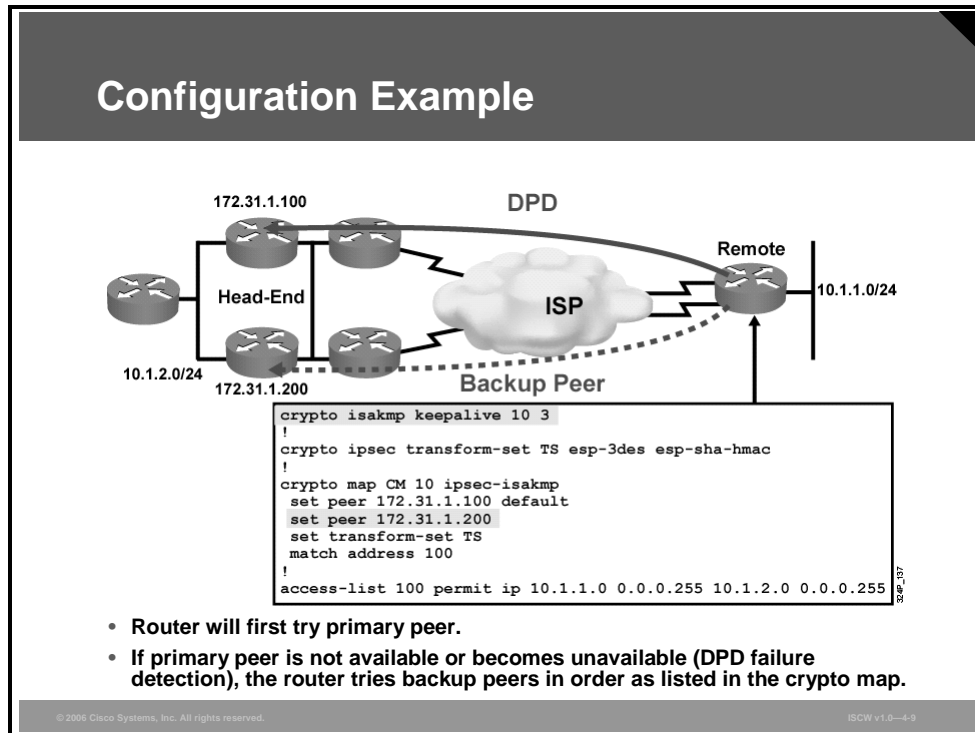 Configuration Example
172.31.1.100
DPD
Remote
Head-End
ISP
10.1.1.0/24
10.1.2.0/24
172.31.1.200
Backup Peer
crypto isakmp keepalive 10 3
!
crypto ipsec transform-set TS esp-3des esp-sha-hmac
!
crypto map CM 10 ipsec-isakmp
set peer 172.31.1.100 default
set peer 172.31.1.200
set transform-set TS
match address 100
!
access-list 100 permit ip 10.1.1.0 0.0.0.255 10.1.2.0 0.0.0.255
324P_137
• Router will first try primary peer.
• If primary peer is not available or becomes unavailable (DPD failure
detection), the router tries backup peers in order as listed in the crypto map.
© 2006 Cisco Systems, Inc. All rights reserved.
ISCW v1.0—4-9